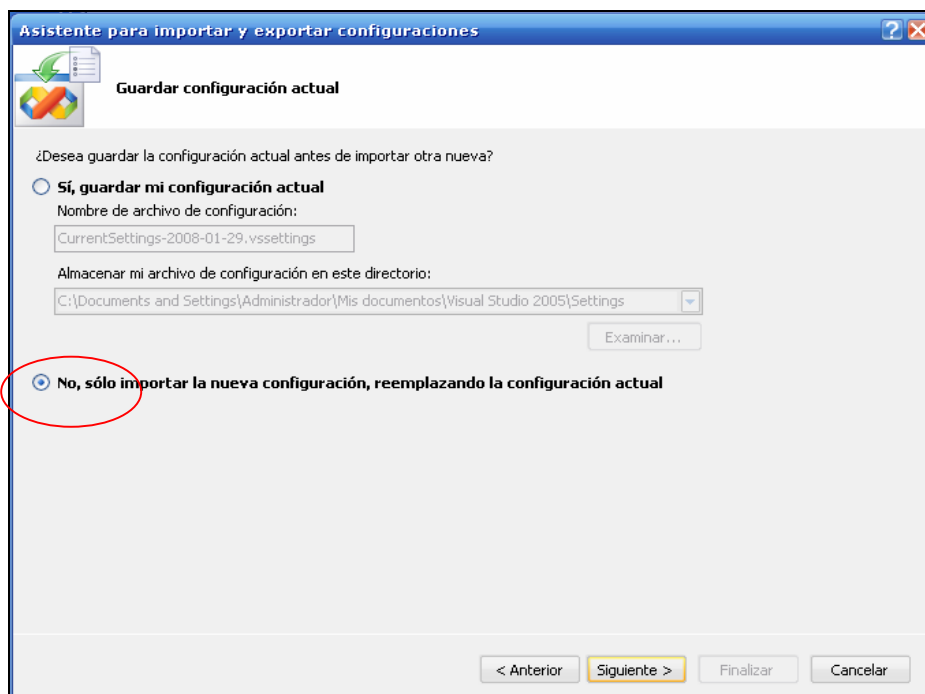 Asistente para importar y exportar configuraciones
Guardar configuración actual
¿Desea guardar la configuración actual antes de importar otra nueva?
Sí, guardar mi configuración actual
Nombre de archivo de configuración:
CurrentSettings-2008-01-29.vssettings
Almacenar mi archivo de configuración en este directorio:
C:\Documents and Settings\Administrador\Mis documentos\Visual Studio 2005\Settings
Examinar...
No, sólo importar la nueva configuración, reemplazando la configuración actual
< Anterior Siguiente > Finalizar Cancelar